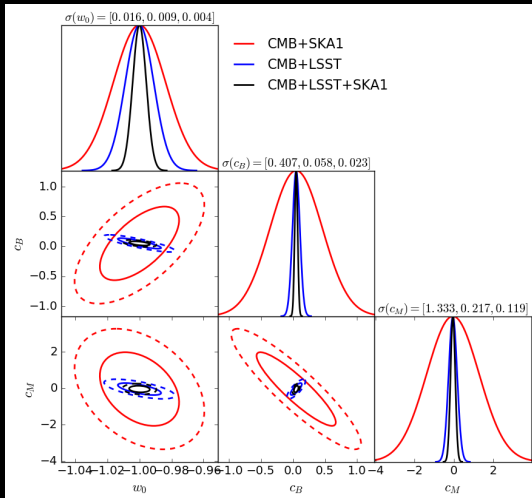 σ(w₀) = [0.016, 0.009, 0.004]
CMB+SKA1
CMB+LSST
CMB+LSST+SKA1
σ(c_B) = [0.407, 0.058, 0.023]
c_B
1.0
0.5
0.0
−0.5
−1.0
σ(c_M) = [1.333, 0.217, 0.119]
c_M
2
0
−2
−4
−1.04 −1.02 −1.00 −0.98 −0.96
w₀
−1.0 −0.5 0.0 0.5 1.0
c_B
−4 −2 0 2
c_M